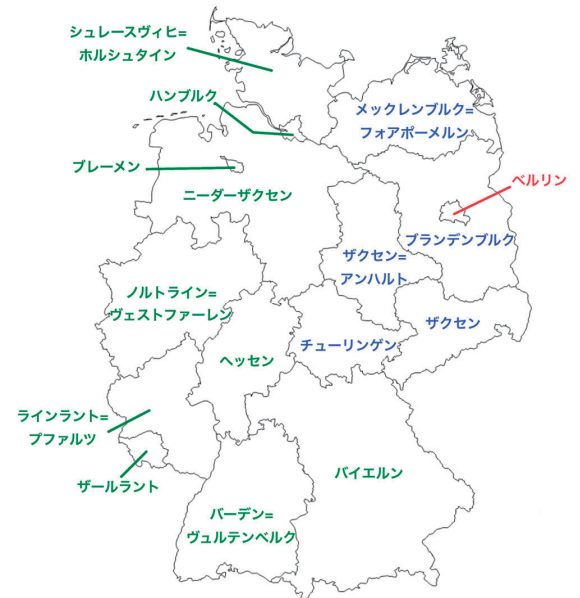 シュレースヴィヒ=
ホルシュタイン
ハンブルク
メックレンブルク=
フォアポーメルン
ブレーメン
ベルリン
ニーダーザクセン
ブランデンブルク
ザクセン=
アンハルト
ノルトライン=
ヴェストファーレン
ザクセン
チューリンゲン
ヘッセン
ラインラント=
プファルツ
ザールラント
バイエルン
バーデン=
ヴュルテンベルク